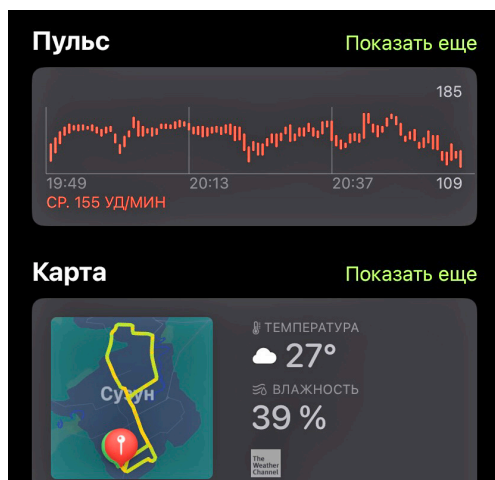 Пульс
Показать еще
185
19:49 20:13 20:37 109
СР. 155 УД/МИН
Карта
Показать еще
Сузун
ТЕМПЕРАТУРА
27°
ВЛАЖНОСТЬ
39 %
The
Weather
Channel